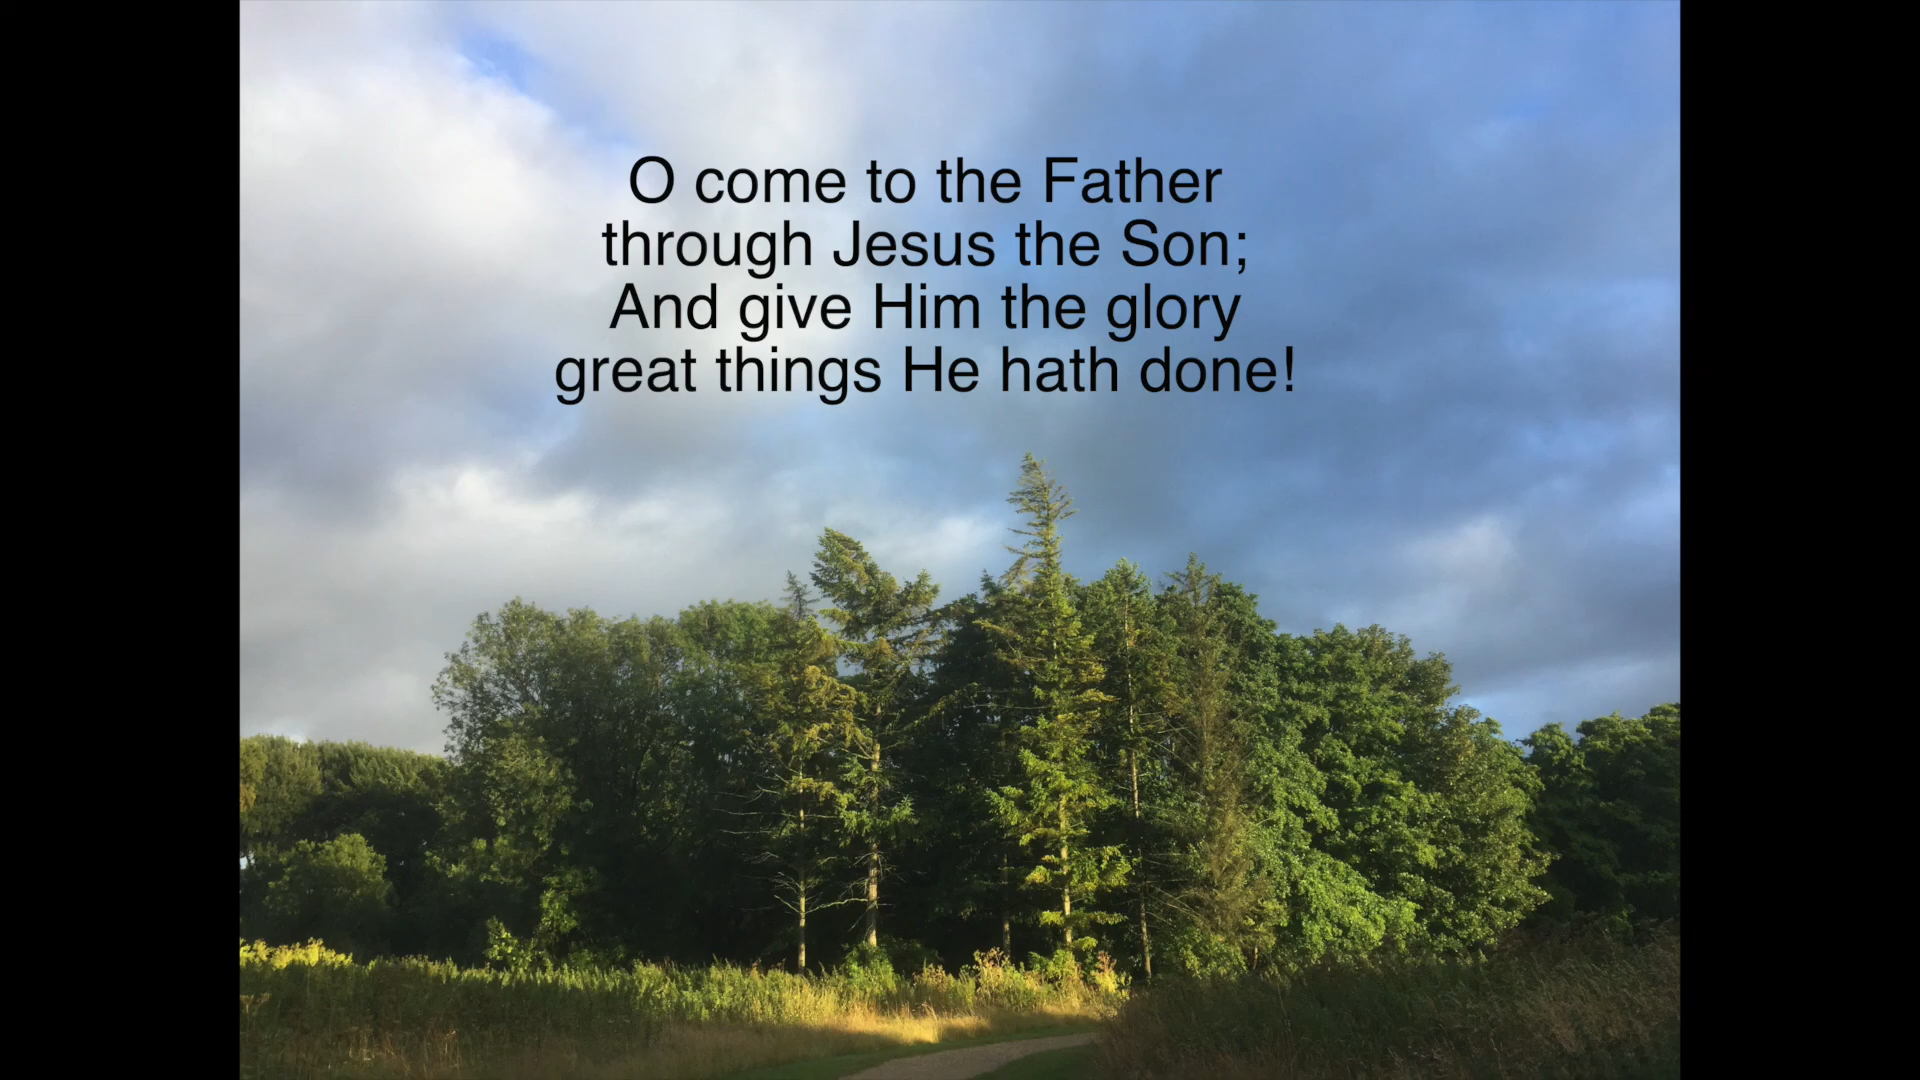 O come to the Father
through Jesus the Son;
And give Him the glory
great things He hath done!